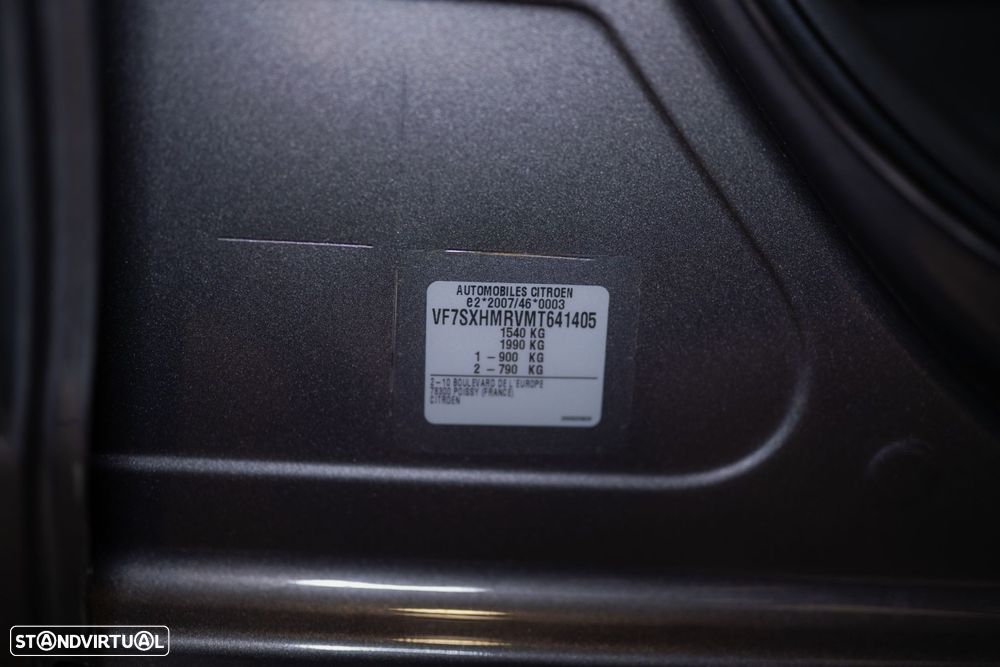 AUTOMOBILES CITROEN
e2*2007/46*0003
VF7SXHMRVMT641405
1540 KG
1990 KG
1 – 900 KG
2 – 790 KG
2–10 BOULEVARD DE L'EUROPE
78300 POISSY (FRANCE)
CITROEN
STANDVIRTUAL